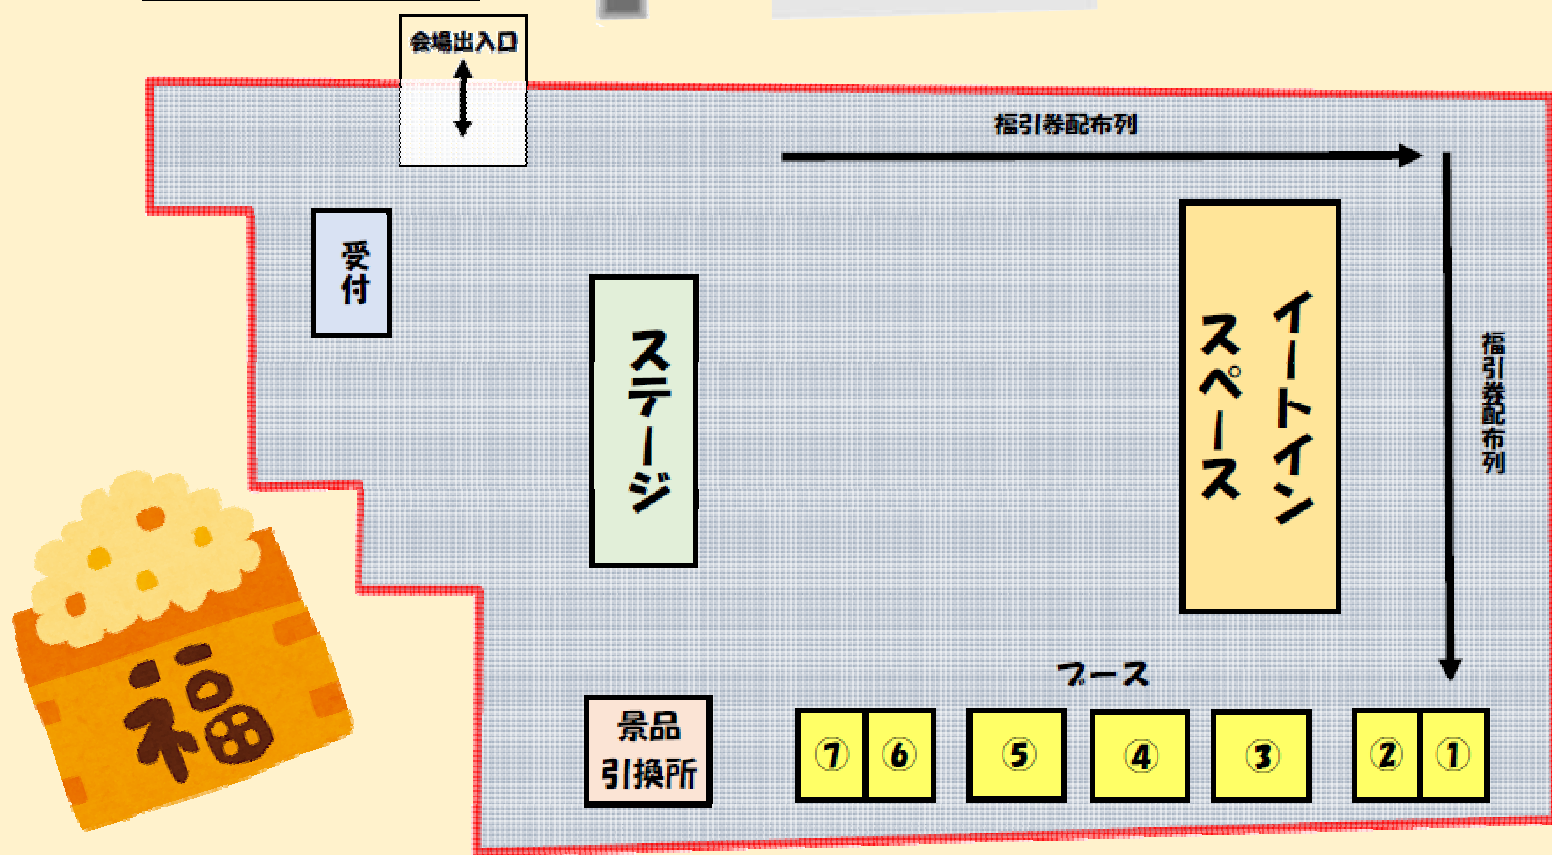 会場出入口
福引券配布列
受付
ステージ
イートイン
スペース
福引券配布列
福
ブース
景品
引換所
⑦
⑥
⑤
④
③
②
①